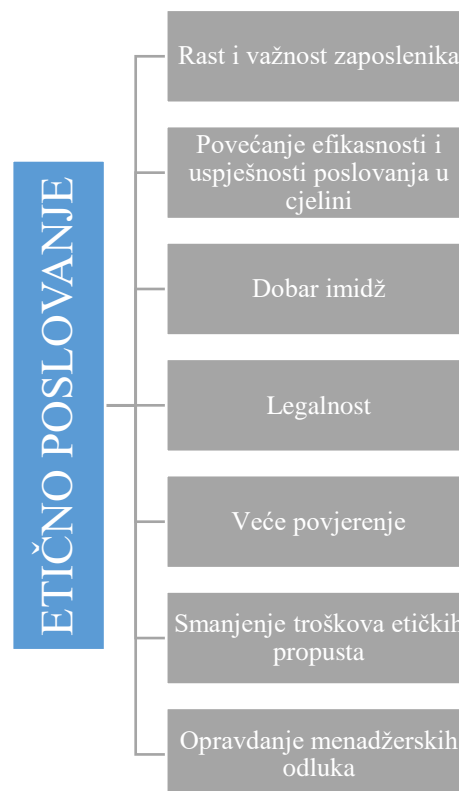 ETIČNO POSLOVANJE
Rast i važnost zaposlenika
Povećanje efikasnosti i
uspješnosti poslovanja u
cjelini
Dobar imidž
Legalnost
Veće povjerenje
Smanjenje troškova etičkih
propusta
Opravdanje menadžerskih
odluka